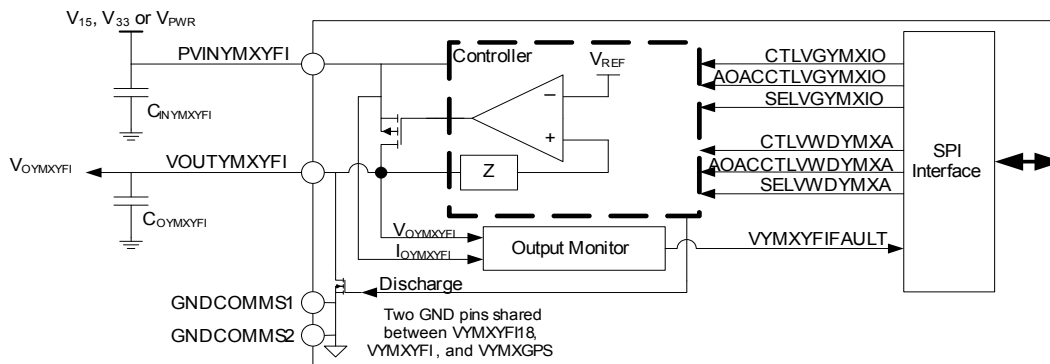 V15, V33 or VPWR
PVINYMXYFI
CINYMXYFI
VOUTYMXYFI
VOYMXYFI
COYMXYFI
GNDCOMMS1
GNDCOMMS2
Controller
VREF
−
+
Z
VOYMXYFI
IOYMXYFI
Output Monitor
Discharge
Two GND pins shared
between VYMXYFI18,
VYMXYFI, and VYMXGPS
CTLVGYMXIO
AOACCTLVGYMXIO
SELVGYMXIO
CTLVWDYMXA
AOACCTLVWDYMXA
SELVWDYMXA
VYMXYFIFAULT
SPI
Interface